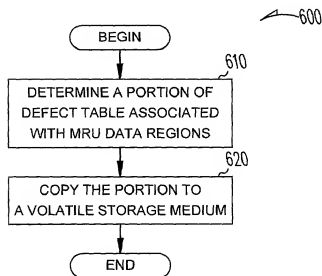 600
BEGIN
610
DETERMINE A PORTION OF
DEFECT TABLE ASSOCIATED
WITH MRU DATA REGIONS
620
COPY THE PORTION TO
A VOLATILE STORAGE MEDIUM
END